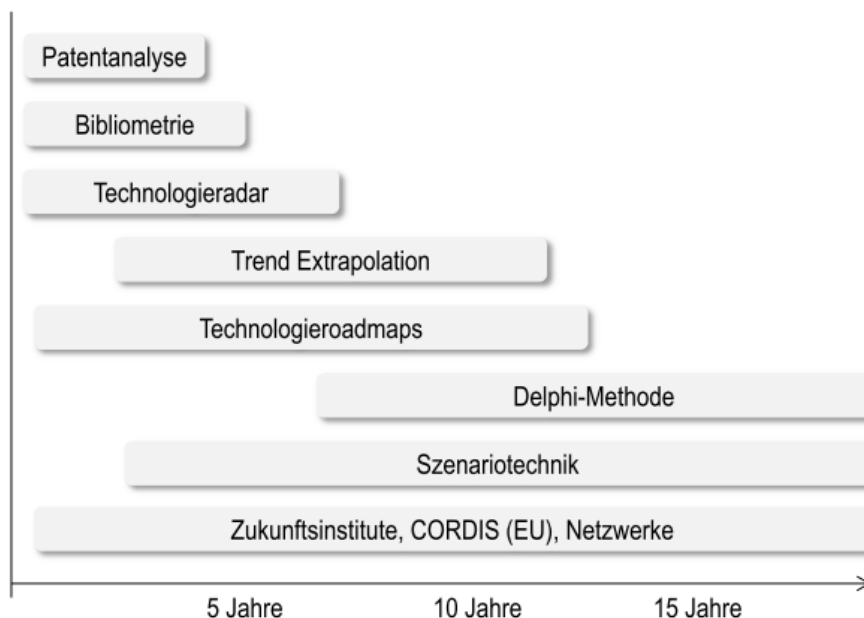 Patentanalyse
Bibliometrie
Technologieradar
Trend Extrapolation
Technologieroadmaps
Delphi-Methode
Szenariotechnik
Zukunftsinstitute, CORDIS (EU), Netzwerke
5 Jahre 10 Jahre 15 Jahre